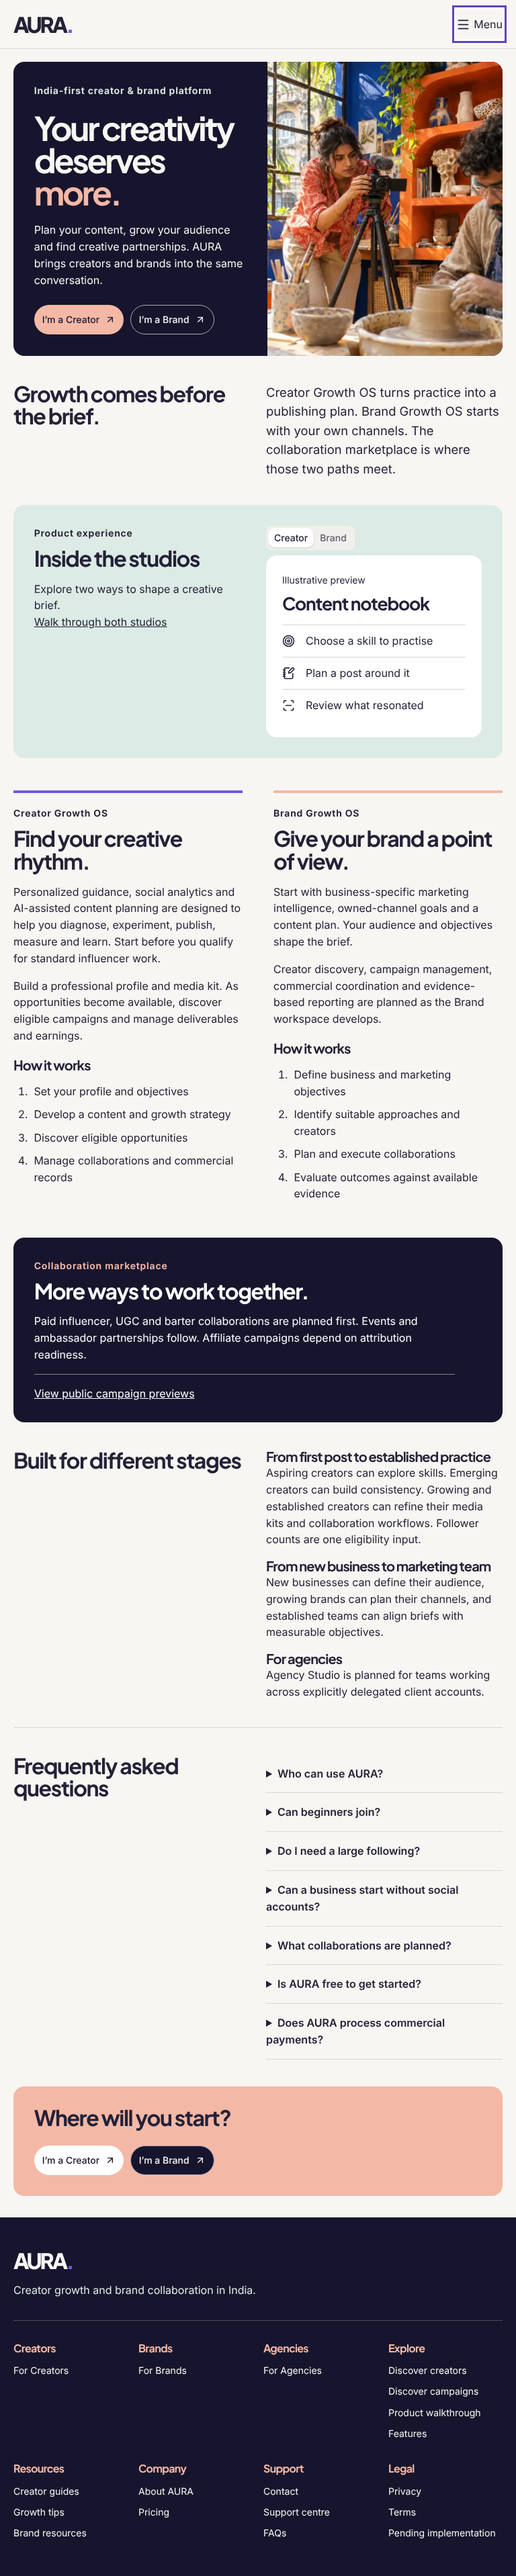 AURA.
Menu
India-first creator & brand platform
Your creativity
deserves
more.
Plan your content, grow your audience
and find creative partnerships. AURA
brings creators and brands into the same
conversation.
I'm a Creator
I'm a Brand
Growth comes before
the brief.
Creator Growth OS turns practice into a
publishing plan. Brand Growth OS starts
with your own channels. The
collaboration marketplace is where
those two paths meet.
Product experience
Inside the studios
Explore two ways to shape a creative
brief.
Walk through both studios
Creator
Brand
Illustrative preview
Content notebook
Choose a skill to practise
Plan a post around it
Review what resonated
Creator Growth OS
Find your creative
rhythm.
Personalized guidance, social analytics and
AI-assisted content planning are designed to
help you diagnose, experiment, publish,
measure and learn. Start before you qualify
for standard influencer work.
Build a professional profile and media kit. As
opportunities become available, discover
eligible campaigns and manage deliverables
and earnings.
How it works
1. Set your profile and objectives
2. Develop a content and growth strategy
3. Discover eligible opportunities
4. Manage collaborations and commercial
records
Brand Growth OS
Give your brand a point
of view.
Start with business-specific marketing
intelligence, owned-channel goals and a
content plan. Your audience and objectives
shape the brief.
Creator discovery, campaign management,
commercial coordination and evidence-
based reporting are planned as the Brand
workspace develops.
How it works
1. Define business and marketing
objectives
2. Identify suitable approaches and
creators
3. Plan and execute collaborations
4. Evaluate outcomes against available
evidence
Collaboration marketplace
More ways to work together.
Paid influencer, UGC and barter collaborations are planned first. Events and
ambassador partnerships follow. Affiliate campaigns depend on attribution
readiness.
View public campaign previews
Built for different stages
From first post to established practice
Aspiring creators can explore skills. Emerging
creators can build consistency. Growing and
established creators can refine their media
kits and collaboration workflows. Follower
counts are one eligibility input.
From new business to marketing team
New businesses can define their audience,
growing brands can plan their channels, and
established teams can align briefs with
measurable objectives.
For agencies
Agency Studio is planned for teams working
across explicitly delegated client accounts.
Frequently asked
questions
Who can use AURA?
Can beginners join?
Do I need a large following?
Can a business start without social
accounts?
What collaborations are planned?
Is AURA free to get started?
Does AURA process commercial
payments?
Where will you start?
I'm a Creator
I'm a Brand
AURA.
Creator growth and brand collaboration in India.
Creators
For Creators
Brands
For Brands
Agencies
For Agencies
Explore
Discover creators
Discover campaigns
Product walkthrough
Features
Resources
Creator guides
Growth tips
Brand resources
Company
About AURA
Pricing
Support
Contact
Support centre
FAQs
Legal
Privacy
Terms
Pending implementation